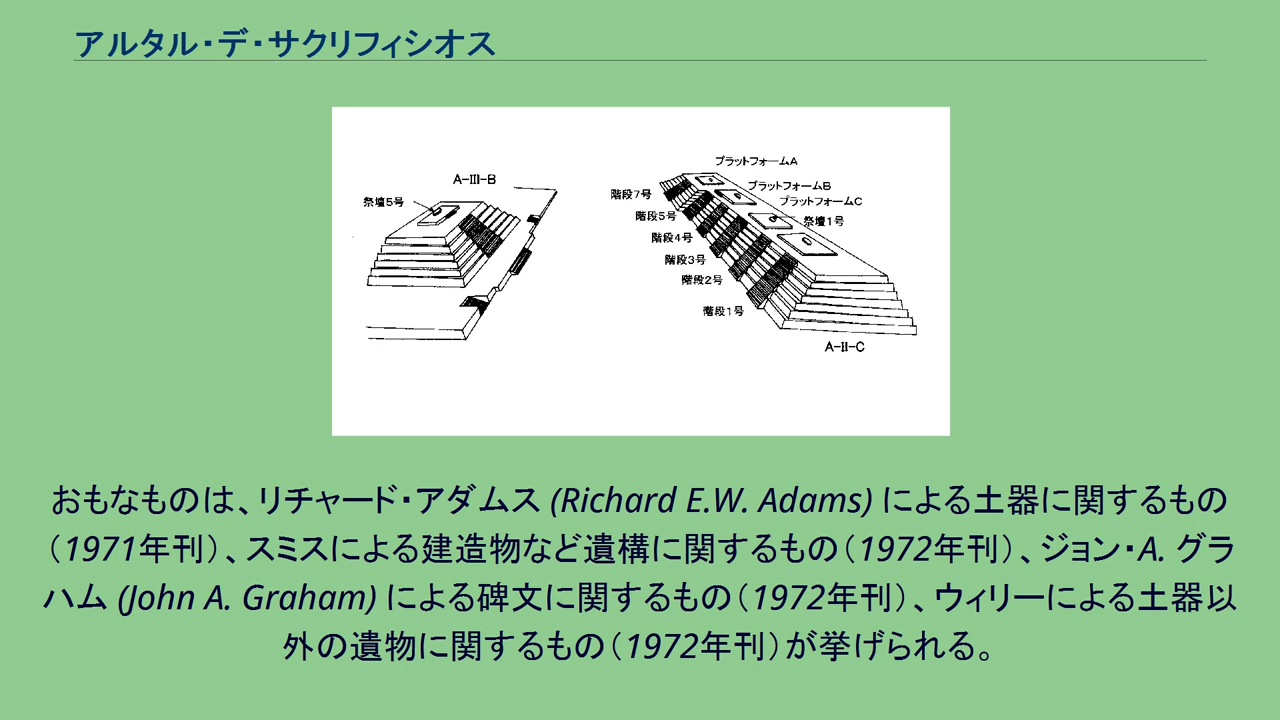 アルタル・デ・サクリフィシオス
A-III-B
祭壇5号
プラットフォームA
プラットフォームB
プラットフォームC
祭壇1号
階段7号
階段5号
階段4号
階段3号
階段2号
階段1号
A-II-C
おもなものは、リチャード・アダムス (Richard E.W. Adams) による土器に関するもの
（1971年刊）、スミスによる建造物など遺構に関するもの（1972年刊）、ジョン・A. グラ
ハム (John A. Graham) による碑文に関するもの（1972年刊）、ウィリーによる土器以
外の遺物に関するもの（1972年刊）が挙げられる。